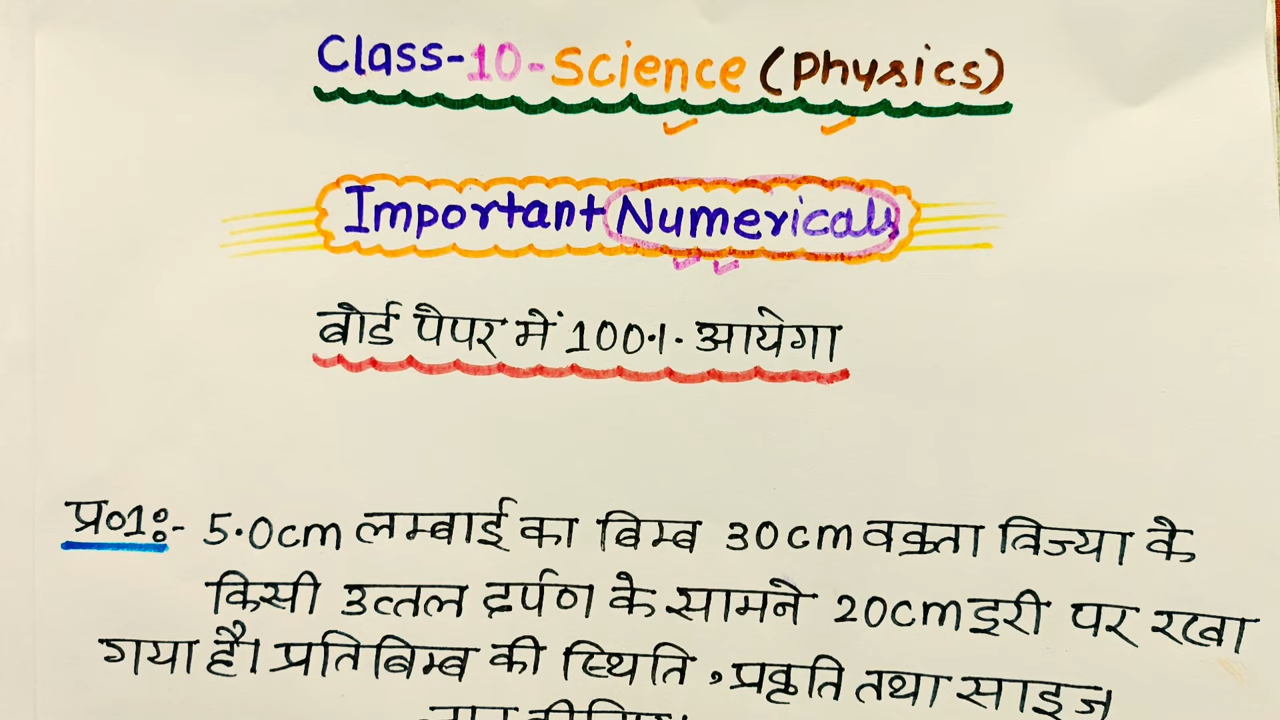 Class-10-Science (Physics)
Important Numericals
बोर्ड पेपर में 100% आयेगा
प्र०1ः- 5.0cm लम्बाई का बिम्ब 30cm वक्रता त्रिज्या के
किसी उत्तल दर्पण के सामने 20cm दूरी पर रखा
गया है। प्रतिबिम्ब की स्थिति, प्रकृति तथा साइज